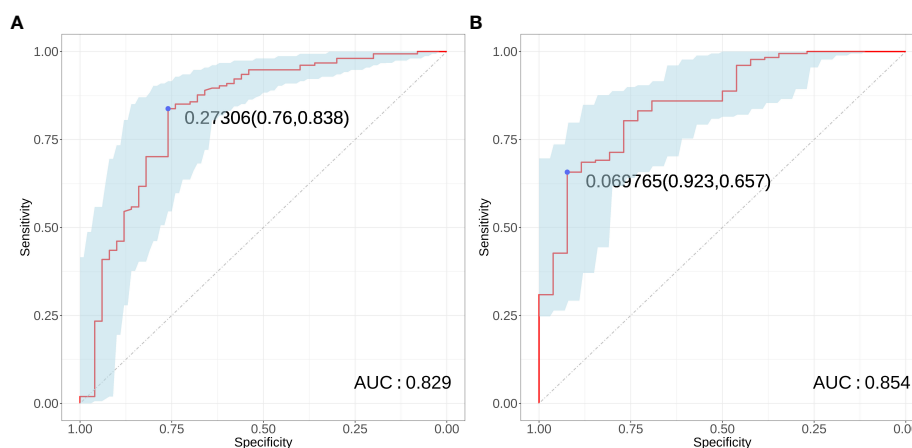 A
1.00
0.75
0.50
0.25
0.00
Sensitivity
0.27306(0.76,0.838)
AUC : 0.829
1.00 0.75 0.50 0.25 0.00
Specificity
B
1.00
0.75
0.50
0.25
0.00
Sensitivity
0.069765(0.923,0.657)
AUC : 0.854
1.00 0.75 0.50 0.25 0.00
Specificity